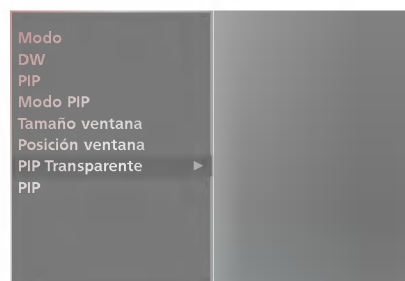 Modo
DW
PIP
Modo PIP
Tamaño ventana
Posición ventana
PIP Transparente
PIP